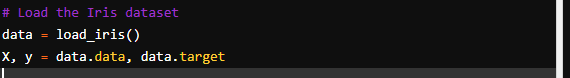 # Load the Iris dataset
data = load_iris()
X, y = data.data, data.target